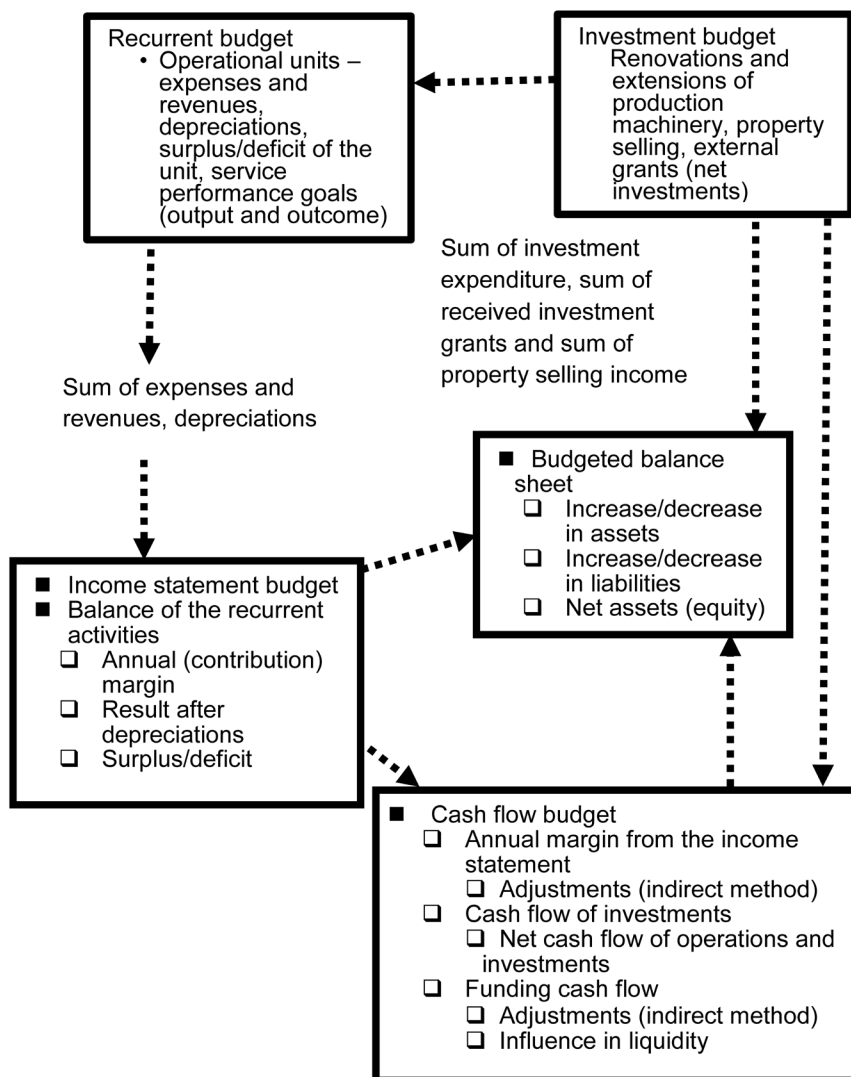 Recurrent budget
• Operational units –
expenses and
revenues,
depreciations,
surplus/deficit of the
unit, service
performance goals
(output and outcome)
Investment budget
Renovations and
extensions of
production
machinery, property
selling, external
grants (net
investments)
Sum of investment
expenditure, sum of
received investment
grants and sum of
property selling income
Sum of expenses and
revenues, depreciations
■ Budgeted balance
sheet
❑ Increase/decrease
in assets
❑ Increase/decrease
in liabilities
❑ Net assets (equity)
■ Income statement budget
■ Balance of the recurrent
activities
❑ Annual (contribution)
margin
❑ Result after
depreciations
❑ Surplus/deficit
■ Cash flow budget
❑ Annual margin from the income
statement
❑ Adjustments (indirect method)
❑ Cash flow of investments
❑ Net cash flow of operations and
investments
❑ Funding cash flow
❑ Adjustments (indirect method)
❑ Influence in liquidity